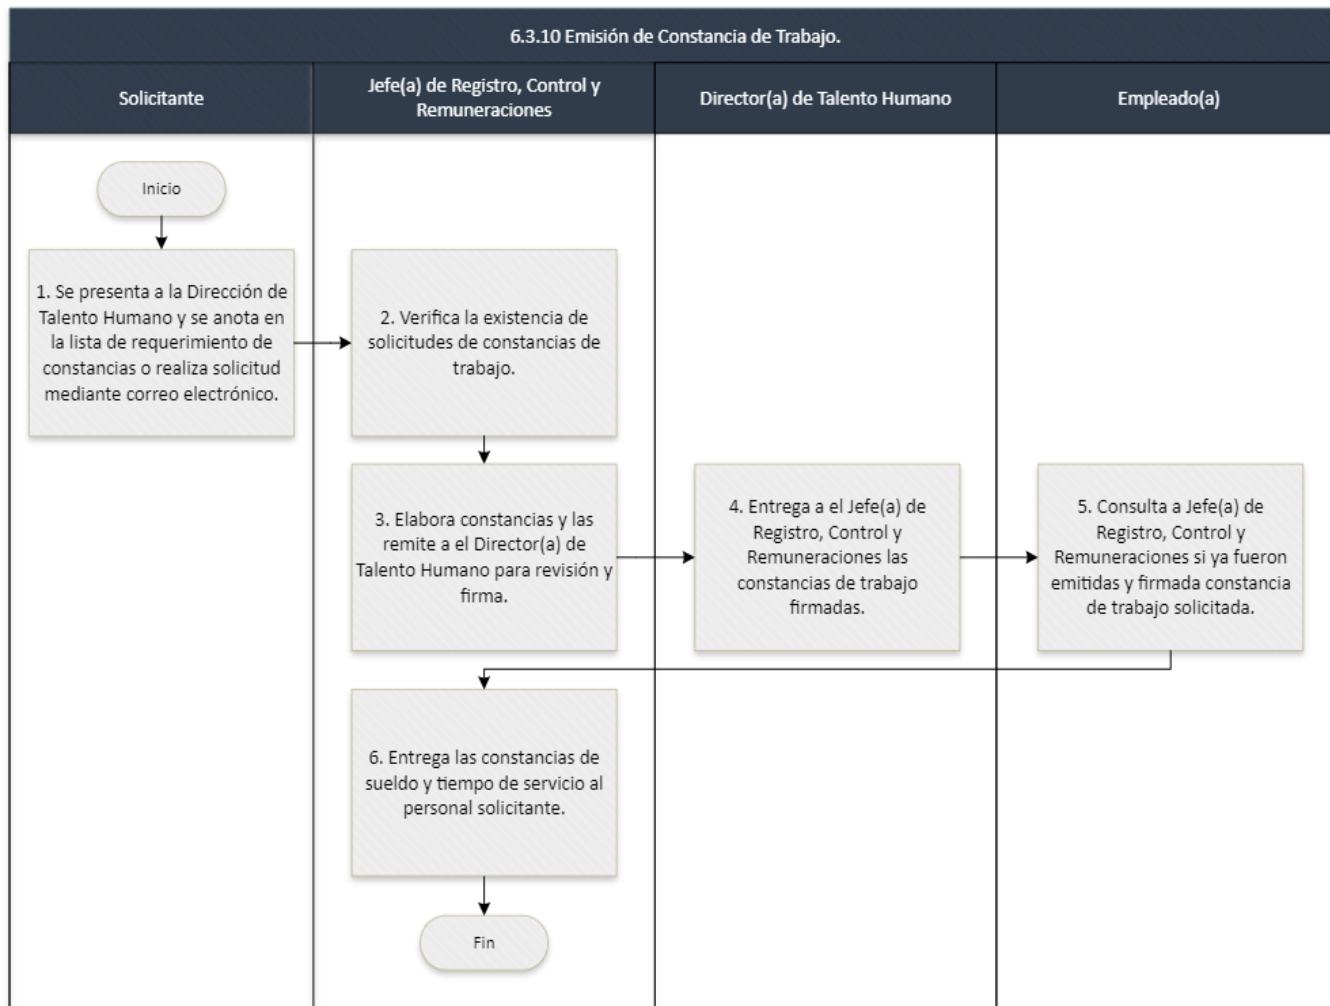 6.3.10 Emisión de Constancia de Trabajo.
Solicitante
Jefe(a) de Registro, Control y
Remuneraciones
Director(a) de Talento Humano
Empleado(a)
Inicio
1. Se presenta a la Dirección de
Talento Humano y se anota en
la lista de requerimiento de
constancias o realiza solicitud
mediante correo electrónico.
2. Verifica la existencia de
solicitudes de constancias de
trabajo.
3. Elabora constancias y las
remite a el Director(a) de
Talento Humano para revisión y
firma.
4. Entrega a el Jefe(a) de
Registro, Control y
Remuneraciones las
constancias de trabajo
firmadas.
5. Consulta a Jefe(a) de
Registro, Control y
Remuneraciones si ya fueron
emitidas y firmada constancia
de trabajo solicitada.
6. Entrega las constancias de
sueldo y tiempo de servicio al
personal solicitante.
Fin